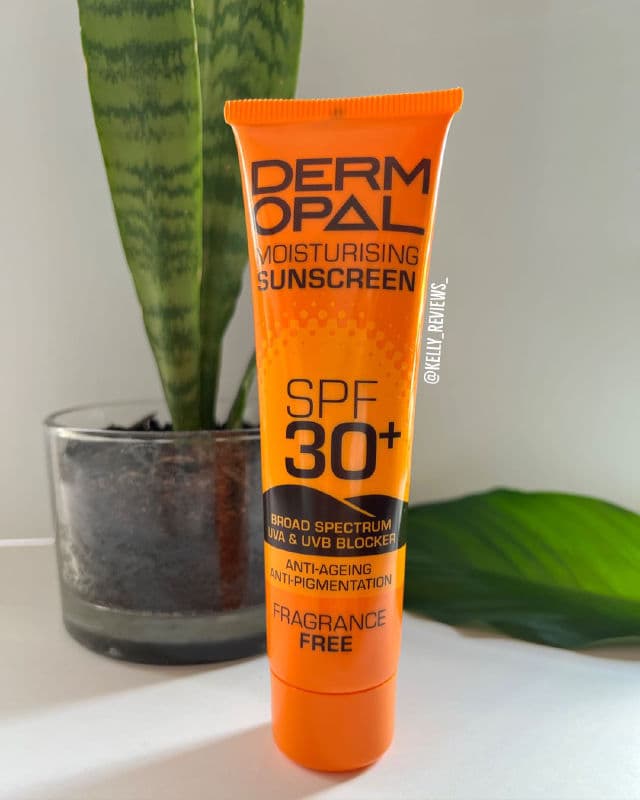 DERM
OPAL
MOISTURISING
SUNSCREEN
SPF
30+
BROAD SPECTRUM
UVA & UVB BLOCKER
ANTI-AGEING
ANTI-PIGMENTATION
FRAGRANCE
FREE
@KELLY_REVIEWS_